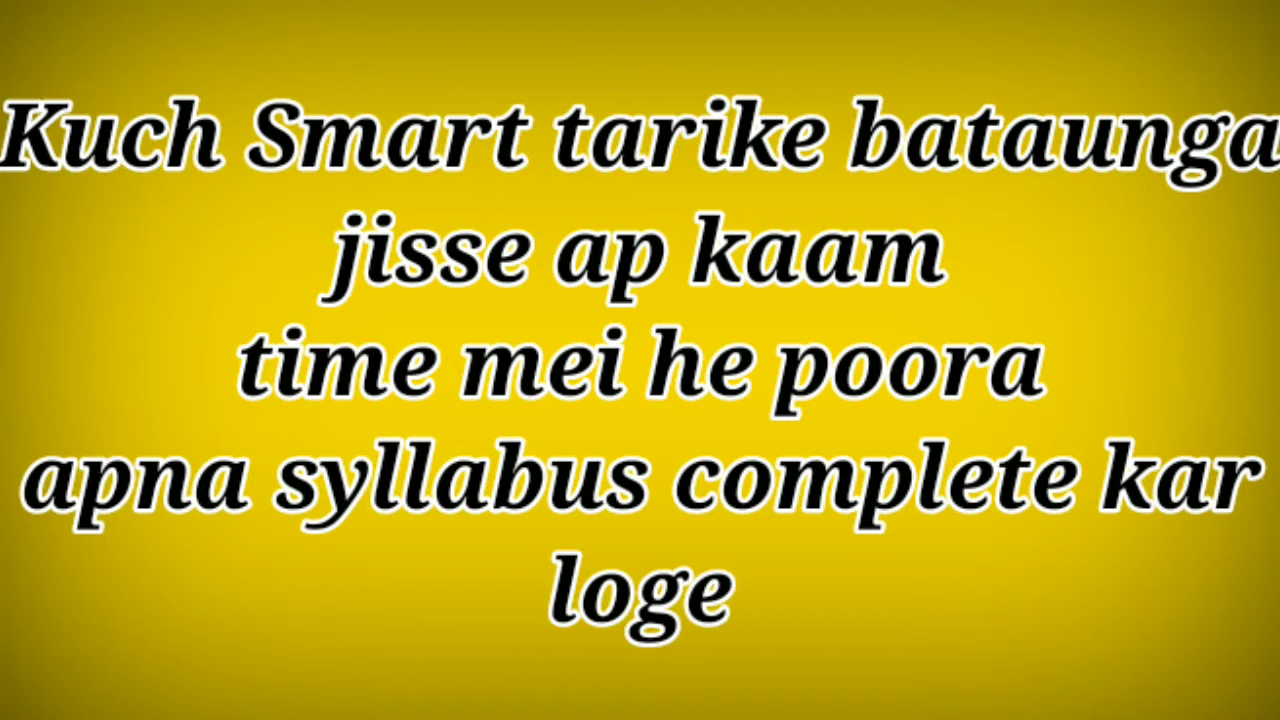 Kuch Smart tarike bataunga
jisse ap kaam
time mei he poora
apna syllabus complete kar
loge